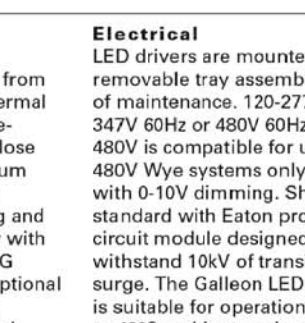 Electrical
LED drivers are mounte
removable tray assemb
of maintenance. 120-277
347V 60Hz or 480V 60Hz
480V is compatible for u
480V Wye systems only
with 0-10V dimming. Sh
standard with Eaton pro
circuit module designed
withstand 10kV of trans
surge. The Galleon LED
is suitable for operation
from
ermal
e-
lose
um
g and
with
G
ptional